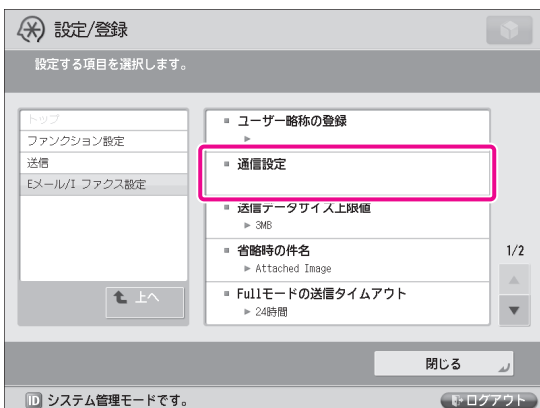 設定/登録
設定する項目を選択します。
トップ
ファンクション設定
送信
Eメール/I ファクス設定
上へ
ユーザー略称の登録
通信設定
送信データサイズ上限値
3MB
省略時の件名
Attached Image
Fullモードの送信タイムアウト
24時間
1/2
閉じる
ID システム管理モードです。
ログアウト